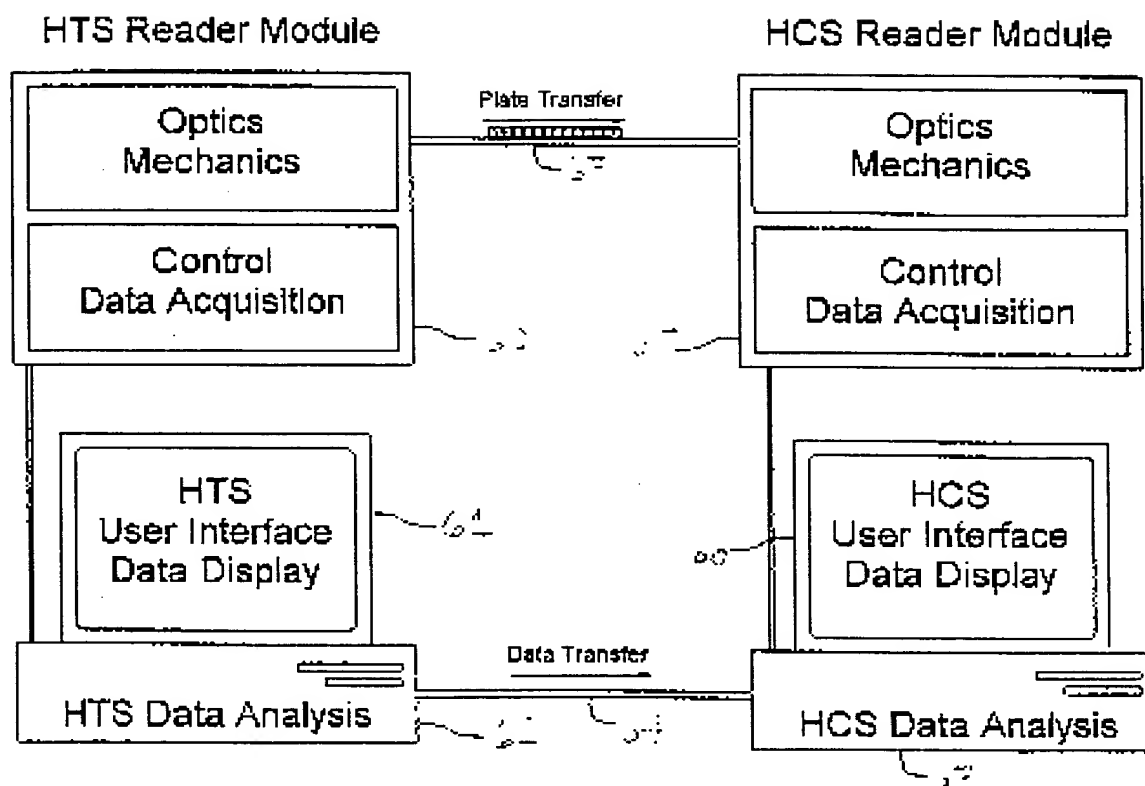 HTS Reader Module
HCS Reader Module
Optics
Mechanics
Plate Transfer
Optics
Mechanics
Control
Data Acquisition
Control
Data Acquisition
HTS
User Interface
Data Display
64
HCS
User Interface
Data Display
Data Transfer
HTS Data Analysis
HCS Data Analysis